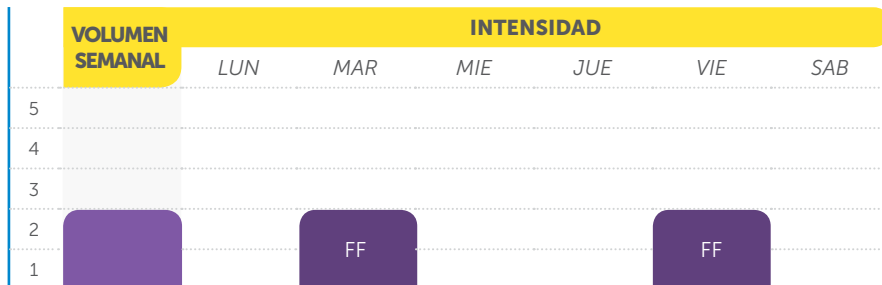 VOLUMEN
SEMANAL
INTENSIDAD
LUN MAR MIE JUE VIE SAB
5
4
3
2
FF FF
1